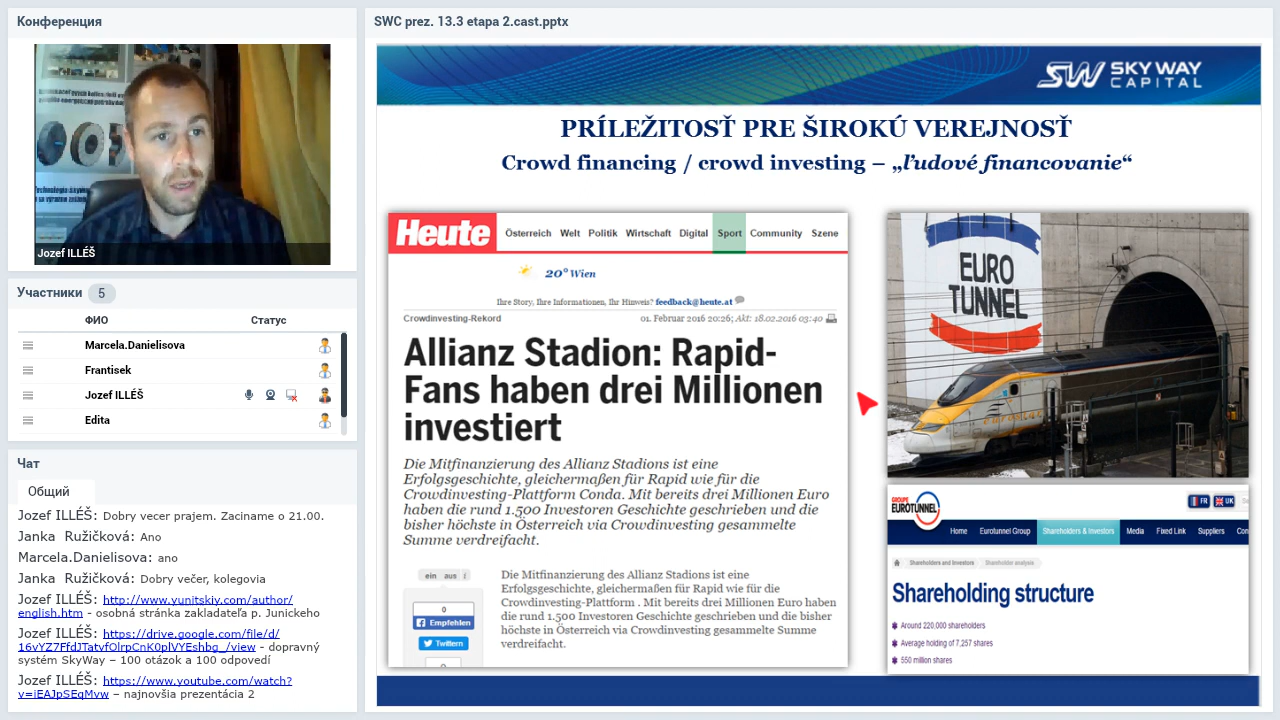 Конференция
Jozef ILLÉŠ
Участники 5
ФИО Статус
Marcela.Danielisova
Frantisek
Jozef ILLÉŠ
Edita
Чат
Общий
Jozef ILLÉŠ: Dobry vecer prajem. Zaciname o 21.00.
Janka Ružičková: Ano
Marcela.Danielisova: ano
Janka Ružičková: Dobry večer, kolegovia
Jozef ILLÉŠ: http://www.yunitskiy.com/author/
english.htm - osobná stránka zakladateľa p. Junickeho
Jozef ILLÉŠ: https://drive.google.com/file/d/
16vYZ7FfdJTatvfOlrpCnK0plVYEshbg_/view - dopravný
systém SkyWay – 100 otázok a 100 odpovedí
Jozef ILLÉŠ: https://www.youtube.com/watch?
v=iEAJpSEqMvw – najnovšia prezentácia 2
SWC prez. 13.3 etapa 2.cast.pptx
SW SKY WAY
CAPITAL
PRÍLEŽITOSŤ PRE ŠIROKÚ VEREJNOSŤ
Crowd financing / crowd investing – „ľudové financovanie“
Heute Österreich Welt Politik Wirtschaft Digital Sport Community Szene
20° Wien
Ihre Story, Ihre Informationen, Ihr Hinweis? feedback@heute.at
Crowdinvesting-Rekord 01. Februar 2016 20:26; Akt: 18.02.2016 03:40
Allianz Stadion: Rapid-
Fans haben drei Millionen
investiert
Die Mitfinanzierung des Allianz Stadions ist eine
Erfolgsgeschichte, gleichermaßen für Rapid wie für die
Crowdinvesting-Plattform Conda. Mit bereits drei Millionen Euro
haben die rund 1.500 Investoren Geschichte geschrieben und die
bisher höchste in Österreich via Crowdinvesting gesammelte
Summe verdreifacht.
ein aus
0
Empfehlen
Twittern
0
Die Mitfinanzierung des Allianz Stadions ist eine
Erfolgsgeschichte, gleichermaßen für Rapid wie für die
Crowdinvesting-Plattform . Mit bereits drei Millionen Euro haben
die rund 1.500 Investoren Geschichte geschrieben und die bisher
höchste in Österreich via Crowdinvesting gesammelte Summe
verdreifacht.
EURO
TUNNEL
GROUPE
EUROTUNNEL
FR UK
Home Eurotunnel Group Shareholders & Investors Media Fixed Link Suppliers Con
Shareholders and Investors Shareholder analysis
Shareholding structure
Around 220,000 shareholders
Average holding of 7,257 shares
550 million shares